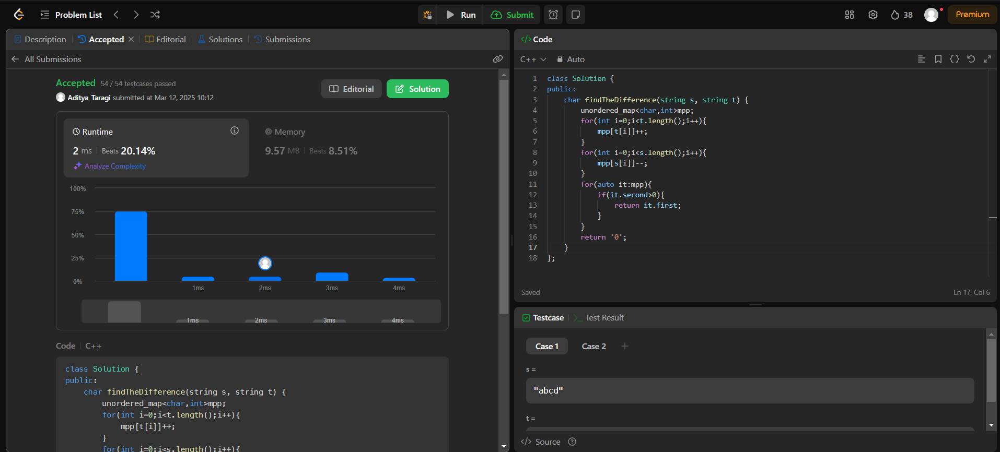 Problem List
Run
Submit
38
Premium
Description
Accepted
Editorial
Solutions
Submissions
All Submissions
Accepted 54 / 54 testcases passed
Aditya_Taragi submitted at Mar 12, 2025 10:12
Editorial
Solution
Runtime
2 ms Beats 20.14%
Analyze Complexity
Memory
9.57 MB Beats 8.51%
100%
75%
50%
25%
0%
1ms 2ms 3ms 4ms
1ms 2ms 3ms 4ms
Code C++
class Solution {
public:
    char findTheDifference(string s, string t) {
        unordered_map<char,int>mpp;
        for(int i=0;i<t.length();i++){
            mpp[t[i]]++;
        }
        for(int i=0;i<s.length();i++){
</> Code
C++ Auto
1 class Solution {
2 public:
3     char findTheDifference(string s, string t) {
4         unordered_map<char,int>mpp;
5         for(int i=0;i<t.length();i++){
6             mpp[t[i]]++;
7         }
8         for(int i=0;i<s.length();i++){
9             mpp[s[i]]--;
10         }
11         for(auto it:mpp){
12             if(it.second>0){
13                 return it.first;
14             }
15         }
16         return '0';
17     }
18 };
Saved
Ln 17, Col 6
Testcase
>_ Test Result
Case 1
Case 2
+
s =
"abcd"
t =
</> Source